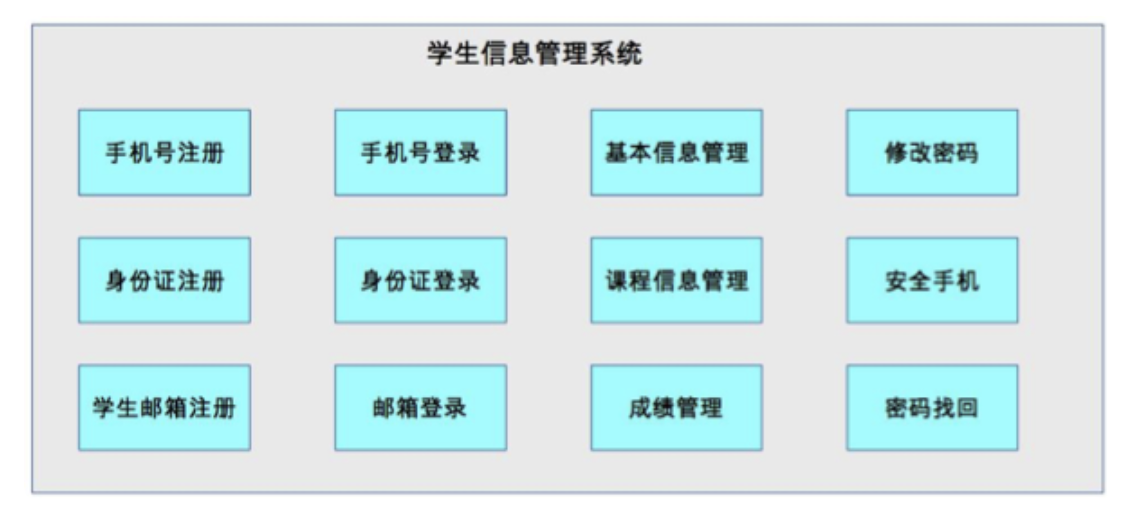 学生信息管理系统
手机号注册 手机号登录 基本信息管理 修改密码
身份证注册 身份证登录 课程信息管理 安全手机
学生邮箱注册 邮箱登录 成绩管理 密码找回